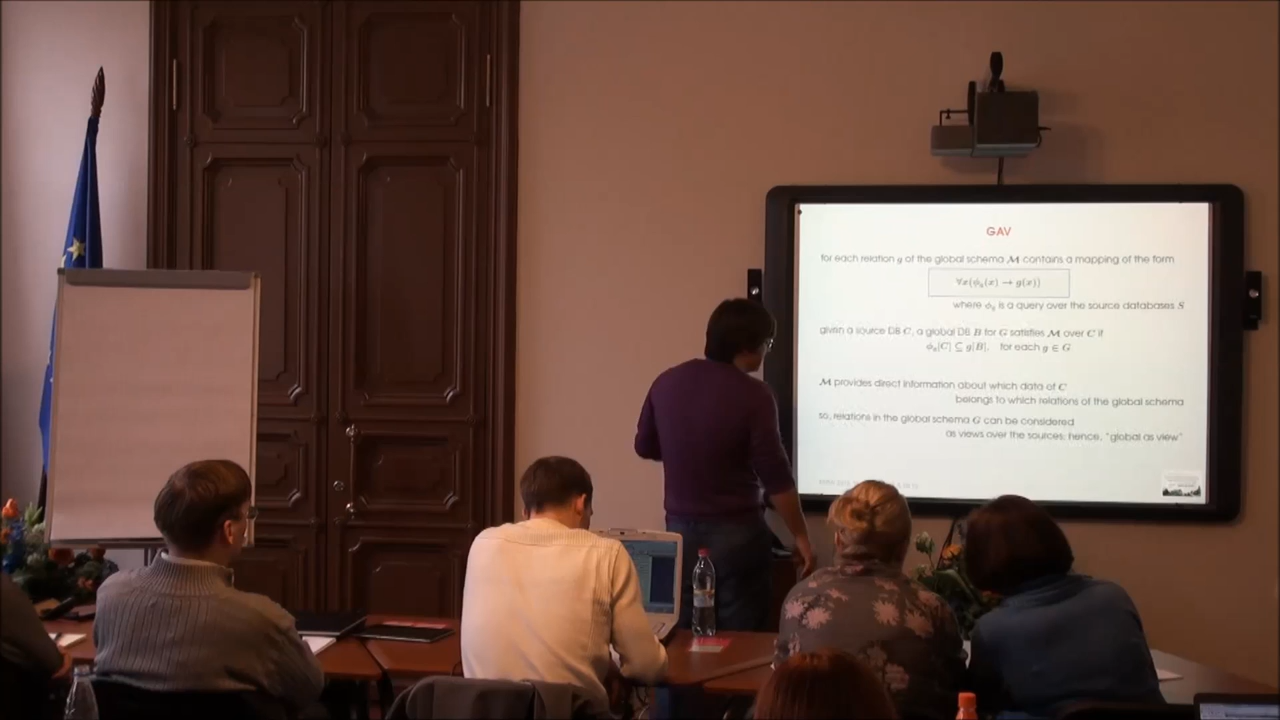 GAV
for each relation g of the global schema M contains a mapping of the form
∀x(ϕg(x) → g(x))
where ϕg is a query over the source databases S
given a source DB C, a global DB B for G satisfies M over C if
ϕg[C] ⊆ g[B], for each g ∈ G
M provides direct information about which data of C
belongs to which relations of the global schema
so, relations in the global schema G can be considered
as views over the sources; hence, "global as view"